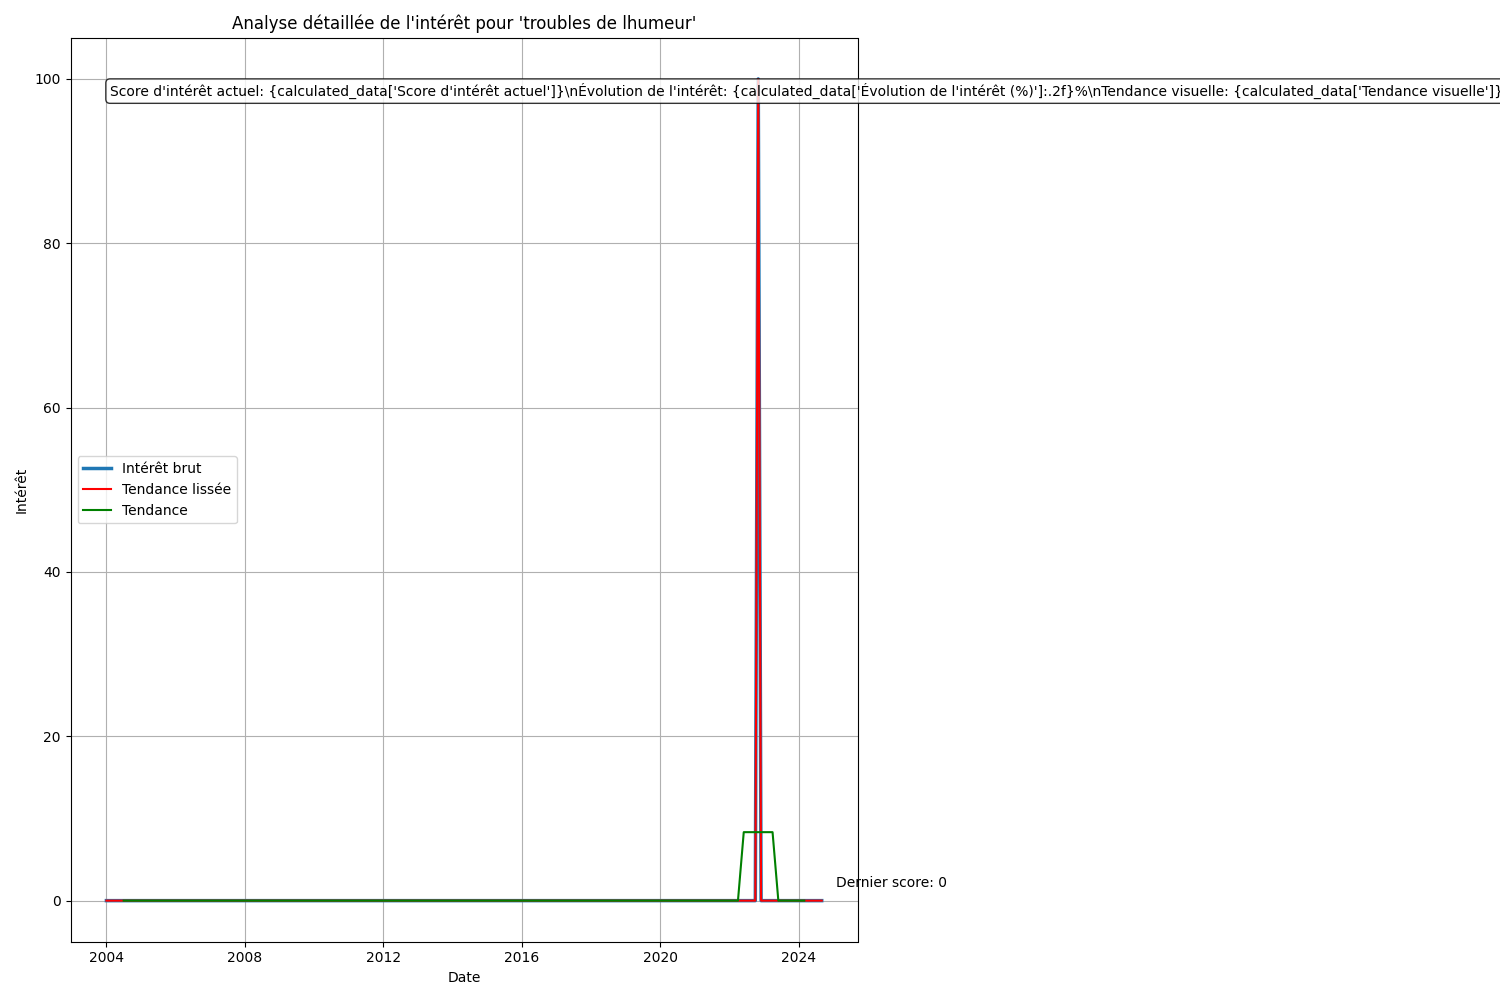 Analyse détaillée de l'intérêt pour 'troubles de lhumeur'
100
Score d'intérêt actuel: {calculated_data['Score d'intérêt actuel']}\nÉvolution de l'intérêt: {calculated_data['Évolution de l'intérêt (%)']:.2f}%\nTendance visuelle: {calculated_data['Tendance visuelle']}
80
60
Intérêt brut
Tendance lissée
Tendance
Intérêt
40
20
Dernier score: 0
0
2004 2008 2012 2016 2020 2024
Date